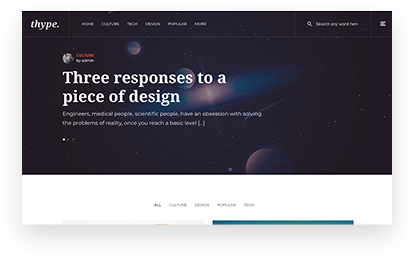 thype.
HOME CULTURE TECH DESIGN POPULAR MORE
Search any word here
CULTURE
by admin
Three responses to a
piece of design
Engineers, medical people, scientific people, have an obsession with solving
the problems of reality, once you reach a basic level [...]
ALL CULTURE DESIGN POPULAR TECH